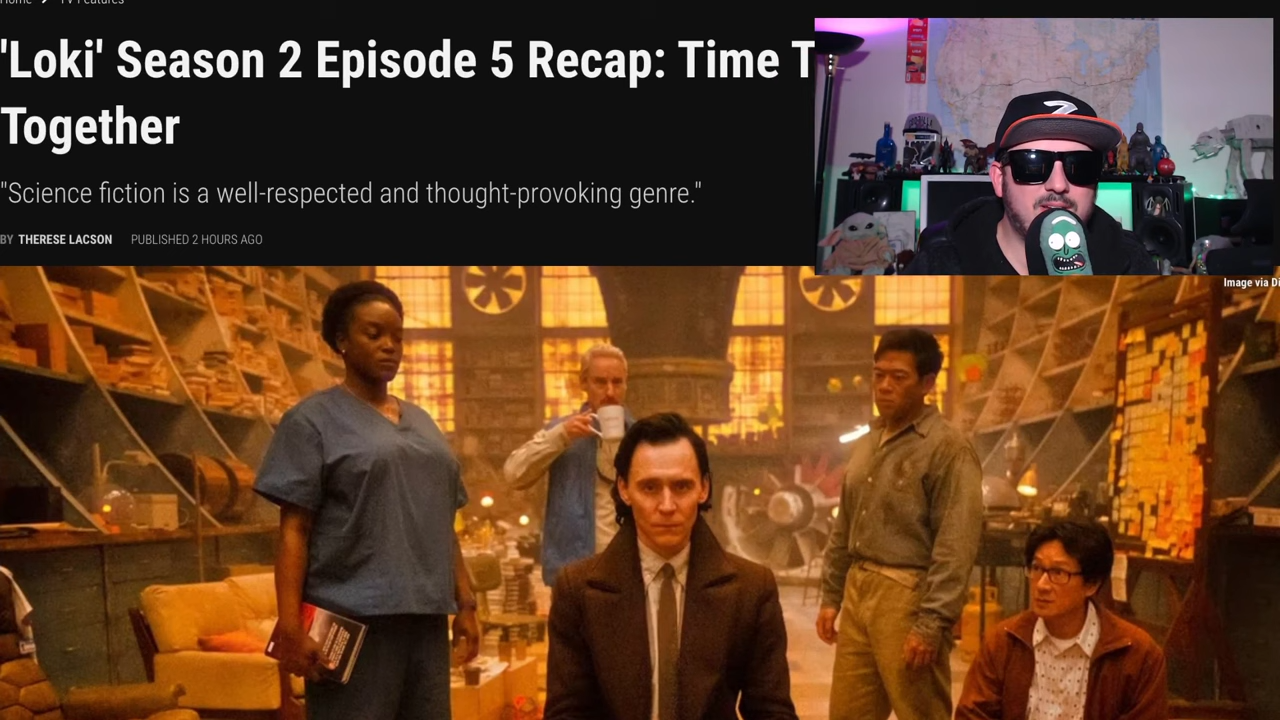 Home > TV Features
'Loki' Season 2 Episode 5 Recap: Time T
Together
"Science fiction is a well-respected and thought-provoking genre."
BY THERESE LACSON PUBLISHED 2 HOURS AGO
Image via Di